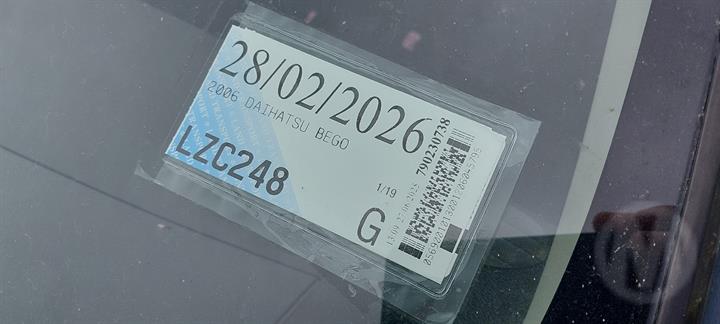 28/02/2026
2006 DAIHATSU BEGO
LZC248
1/19
G
790230738